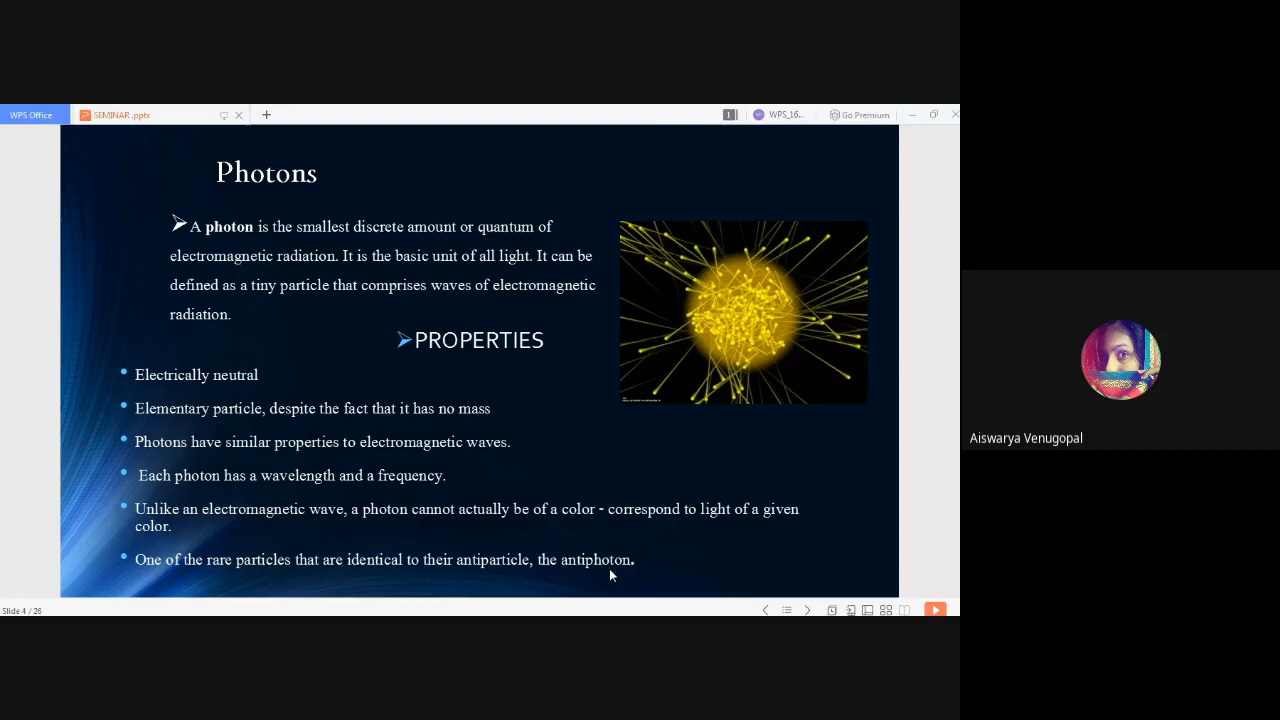 WPS Office
SEMINAR .pptx
WPS_16...
Go Premium
Photons
A photon is the smallest discrete amount or quantum of
electromagnetic radiation. It is the basic unit of all light. It can be
defined as a tiny particle that comprises waves of electromagnetic
radiation.
PROPERTIES
Electrically neutral
Elementary particle, despite the fact that it has no mass
Photons have similar properties to electromagnetic waves.
Each photon has a wavelength and a frequency.
Unlike an electromagnetic wave, a photon cannot actually be of a color - correspond to light of a given
color.
One of the rare particles that are identical to their antiparticle, the antiphoton.
Slide 4 / 26
Aiswarya Venugopal